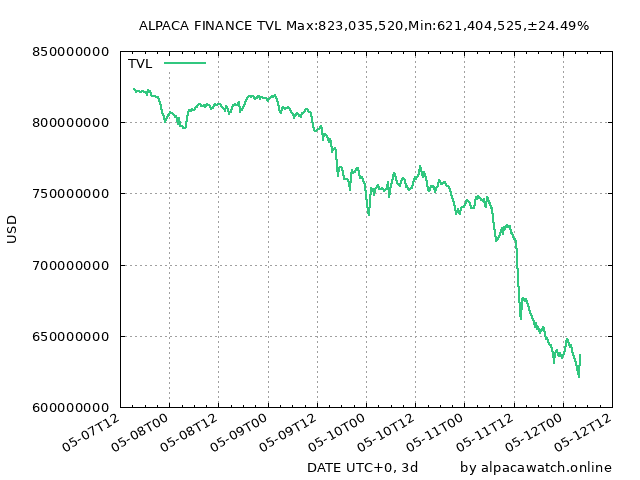 ALPACA FINANCE TVL Max:823,035,520,Min:621,404,525,±24.49%
850000000
TVL
800000000
750000000
USD
700000000
650000000
600000000
05-07T12
05-08T00
05-08T12
05-09T00
05-09T12
05-10T00
05-10T12
05-11T00
05-11T12
05-12T00
05-12T12
DATE UTC+0, 3d
by alpacawatch.online